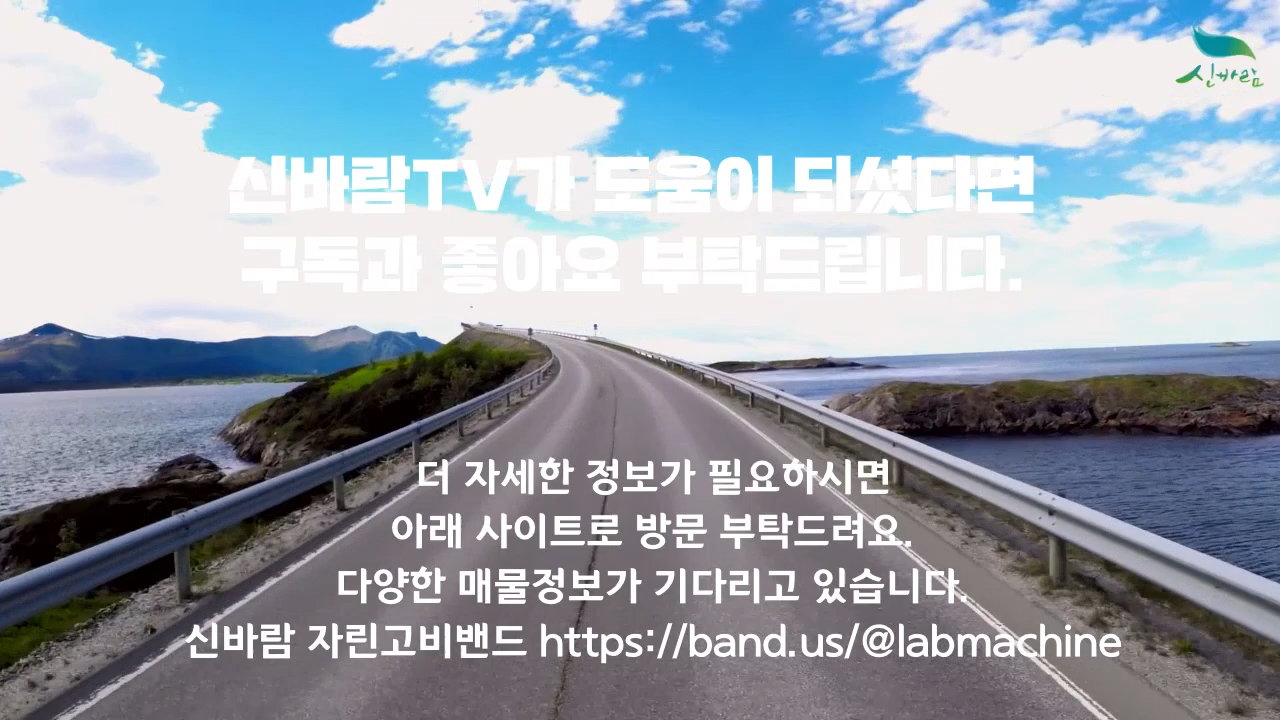 신바람
신바람TV가 도움이 되셨다면
구독과 좋아요 부탁드립니다.
더 자세한 정보가 필요하시면
아래 사이트로 방문 부탁드려요.
다양한 매물정보가 기다리고 있습니다.
신바람 자린고비밴드 https://band.us/@labmachine